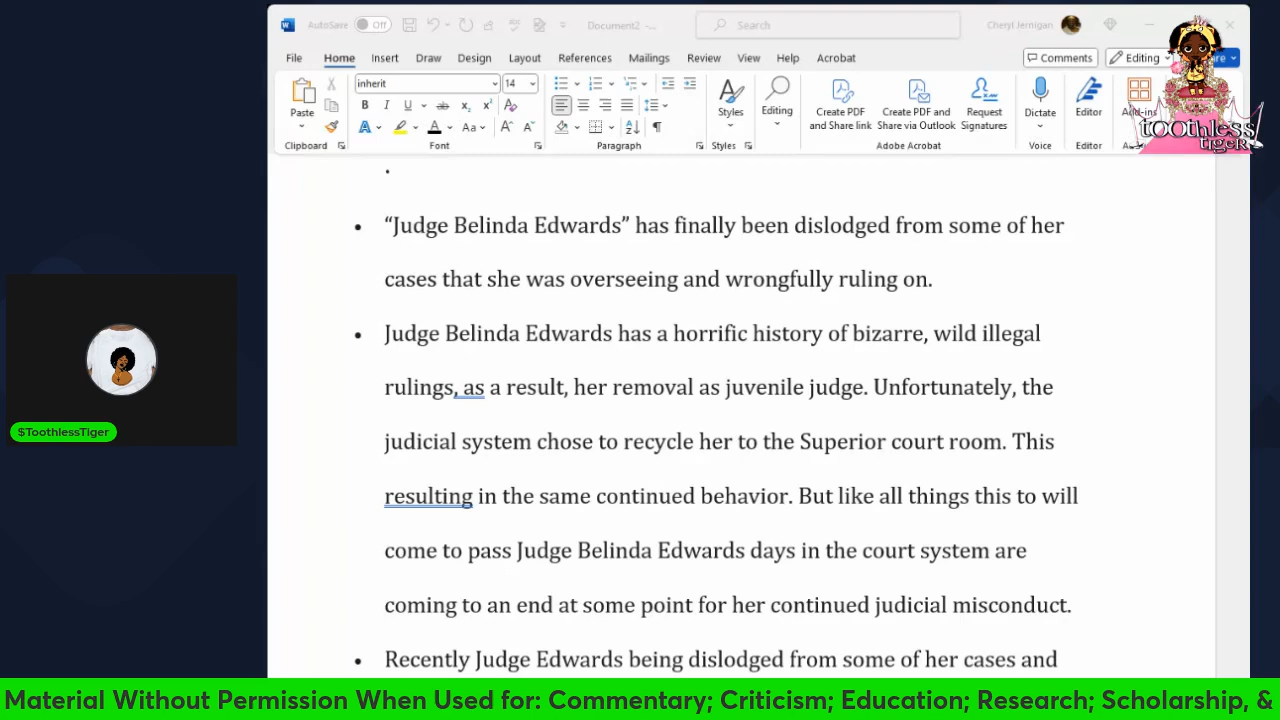 AutoSave Off Document2 -... Search Cheryl Jernigan
File Home Insert Draw Design Layout References Mailings Review View Help Acrobat Comments Editing
inherit 14
Paste
B I U ab x₂ x² A
A A Aa A A
Styles
Editing
Create PDF
and Share link
Create PDF and
Share via Outlook
Request
Signatures
Dictate
Editor
Add-ins
Clipboard Font Paragraph Styles Adobe Acrobat Voice Editor
toothless
tigeR
.
• “Judge Belinda Edwards” has finally been dislodged from some of her
cases that she was overseeing and wrongfully ruling on.
• Judge Belinda Edwards has a horrific history of bizarre, wild illegal
rulings, as a result, her removal as juvenile judge. Unfortunately, the
judicial system chose to recycle her to the Superior court room. This
resulting in the same continued behavior. But like all things this to will
come to pass Judge Belinda Edwards days in the court system are
coming to an end at some point for her continued judicial misconduct.
• Recently Judge Edwards being dislodged from some of her cases and
$ToothlessTiger
Material Without Permission When Used for: Commentary; Criticism; Education; Research; Scholarship, &